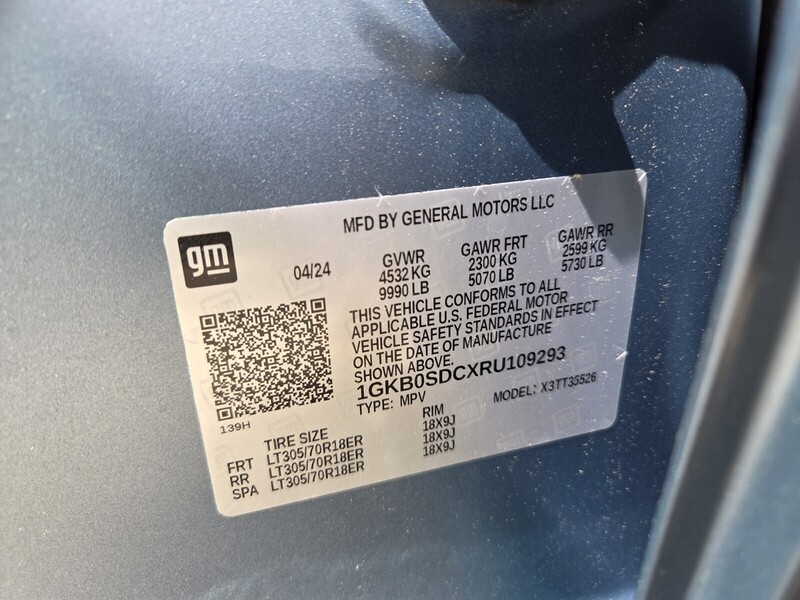 MFD BY GENERAL MOTORS LLC
gm
04/24
GVWR
4532 KG
9990 LB
GAWR FRT
2300 KG
5070 LB
GAWR RR
2599 KG
5730 LB
THIS VEHICLE CONFORMS TO ALL
APPLICABLE U.S. FEDERAL MOTOR
VEHICLE SAFETY STANDARDS IN EFFECT
ON THE DATE OF MANUFACTURE
SHOWN ABOVE.
1GKB0SDCXRU109293
TYPE: MPV
MODEL: X3TT35526
139H
TIRE SIZE RIM
FRT LT305/70R18ER 18X9J
RR LT305/70R18ER 18X9J
SPA LT305/70R18ER 18X9J